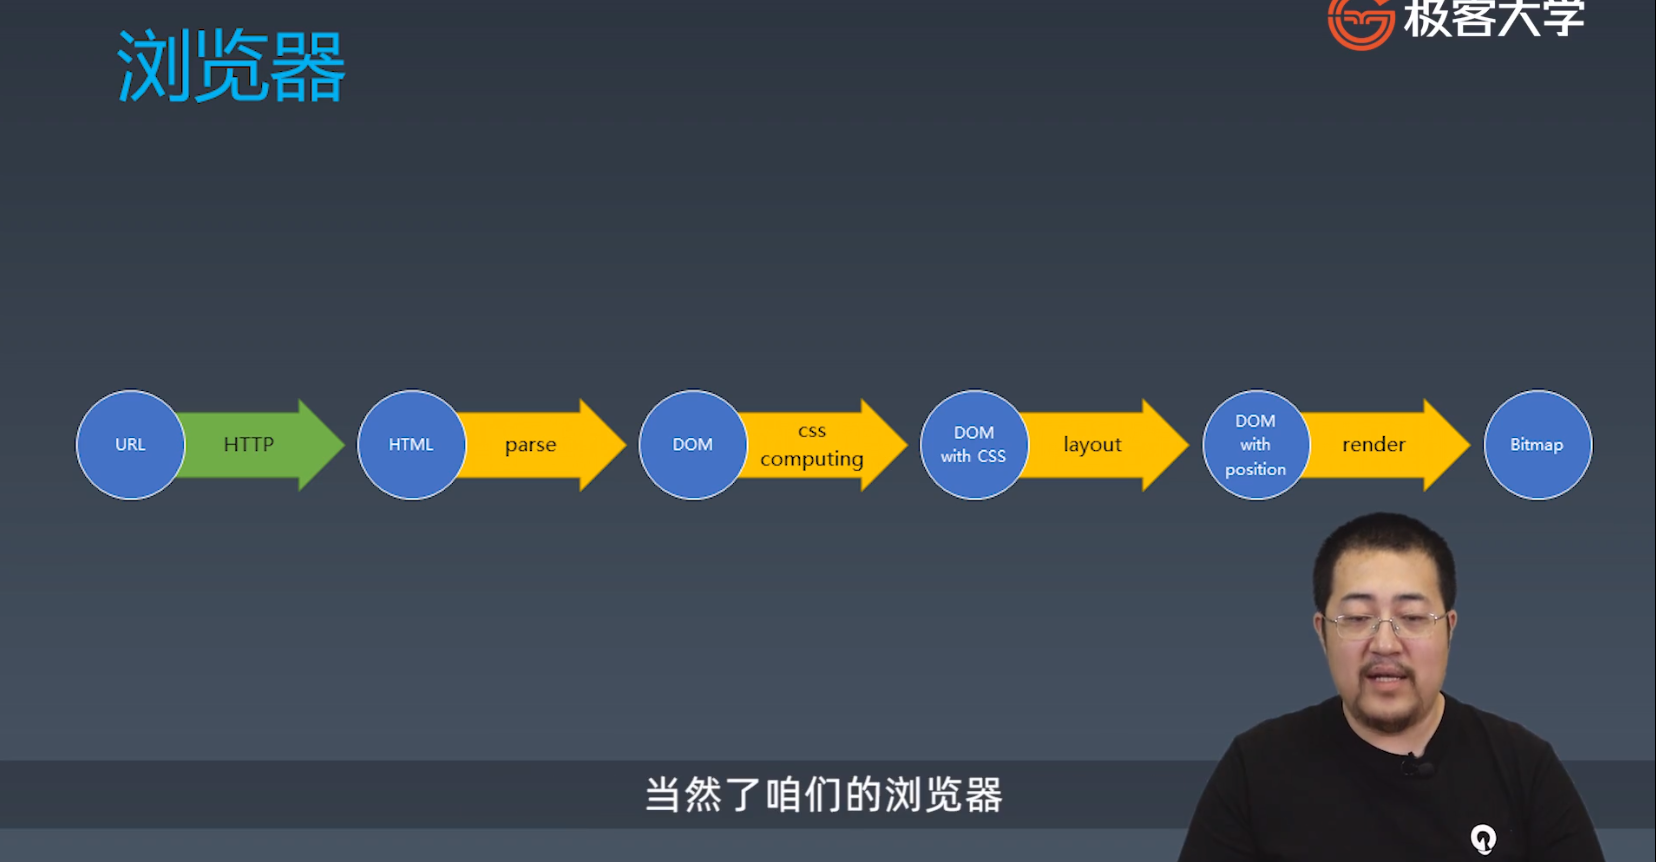 极客大学
浏览器
URL
HTTP
HTML
parse
DOM
css
computing
DOM
with CSS
layout
DOM
with
position
render
Bitmap
当然了咱们的浏览器